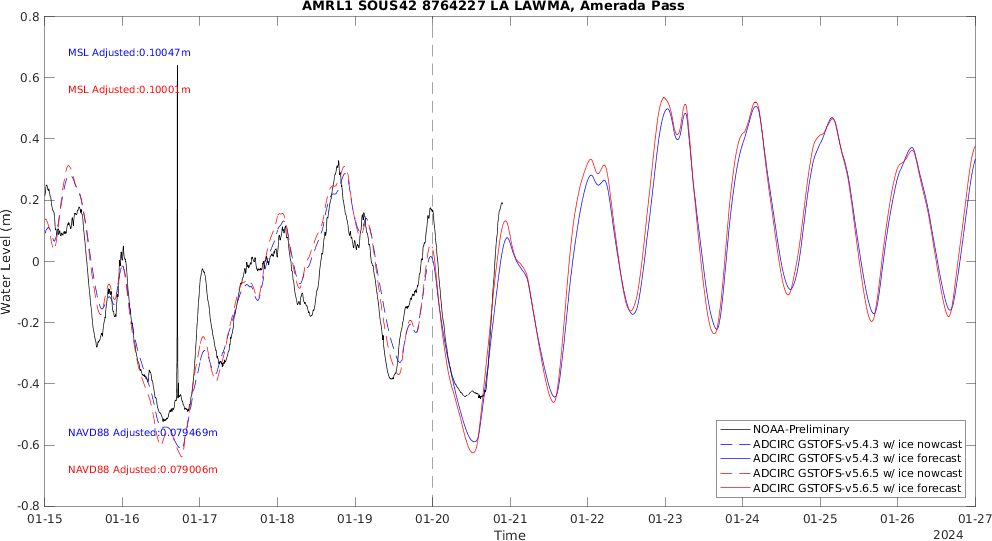 AMRL1 SOUS42 8764227 LA LAWMA, Amerada Pass
0.8
0.6
0.4
0.2
0
-0.2
-0.4
-0.6
-0.8
Water Level (m)
MSL Adjusted:0.10047m
MSL Adjusted:0.10001m
NAVD88 Adjusted:0.079469m
NAVD88 Adjusted:0.079006m
NOAA-Preliminary
ADCIRC GSTOFS-v5.4.3 w/ ice nowcast
ADCIRC GSTOFS-v5.4.3 w/ ice forecast
ADCIRC GSTOFS-v5.6.5 w/ ice nowcast
ADCIRC GSTOFS-v5.6.5 w/ ice forecast
01-15 01-16 01-17 01-18 01-19 01-20 01-21 01-22 01-23 01-24 01-25 01-26 01-27
Time
2024